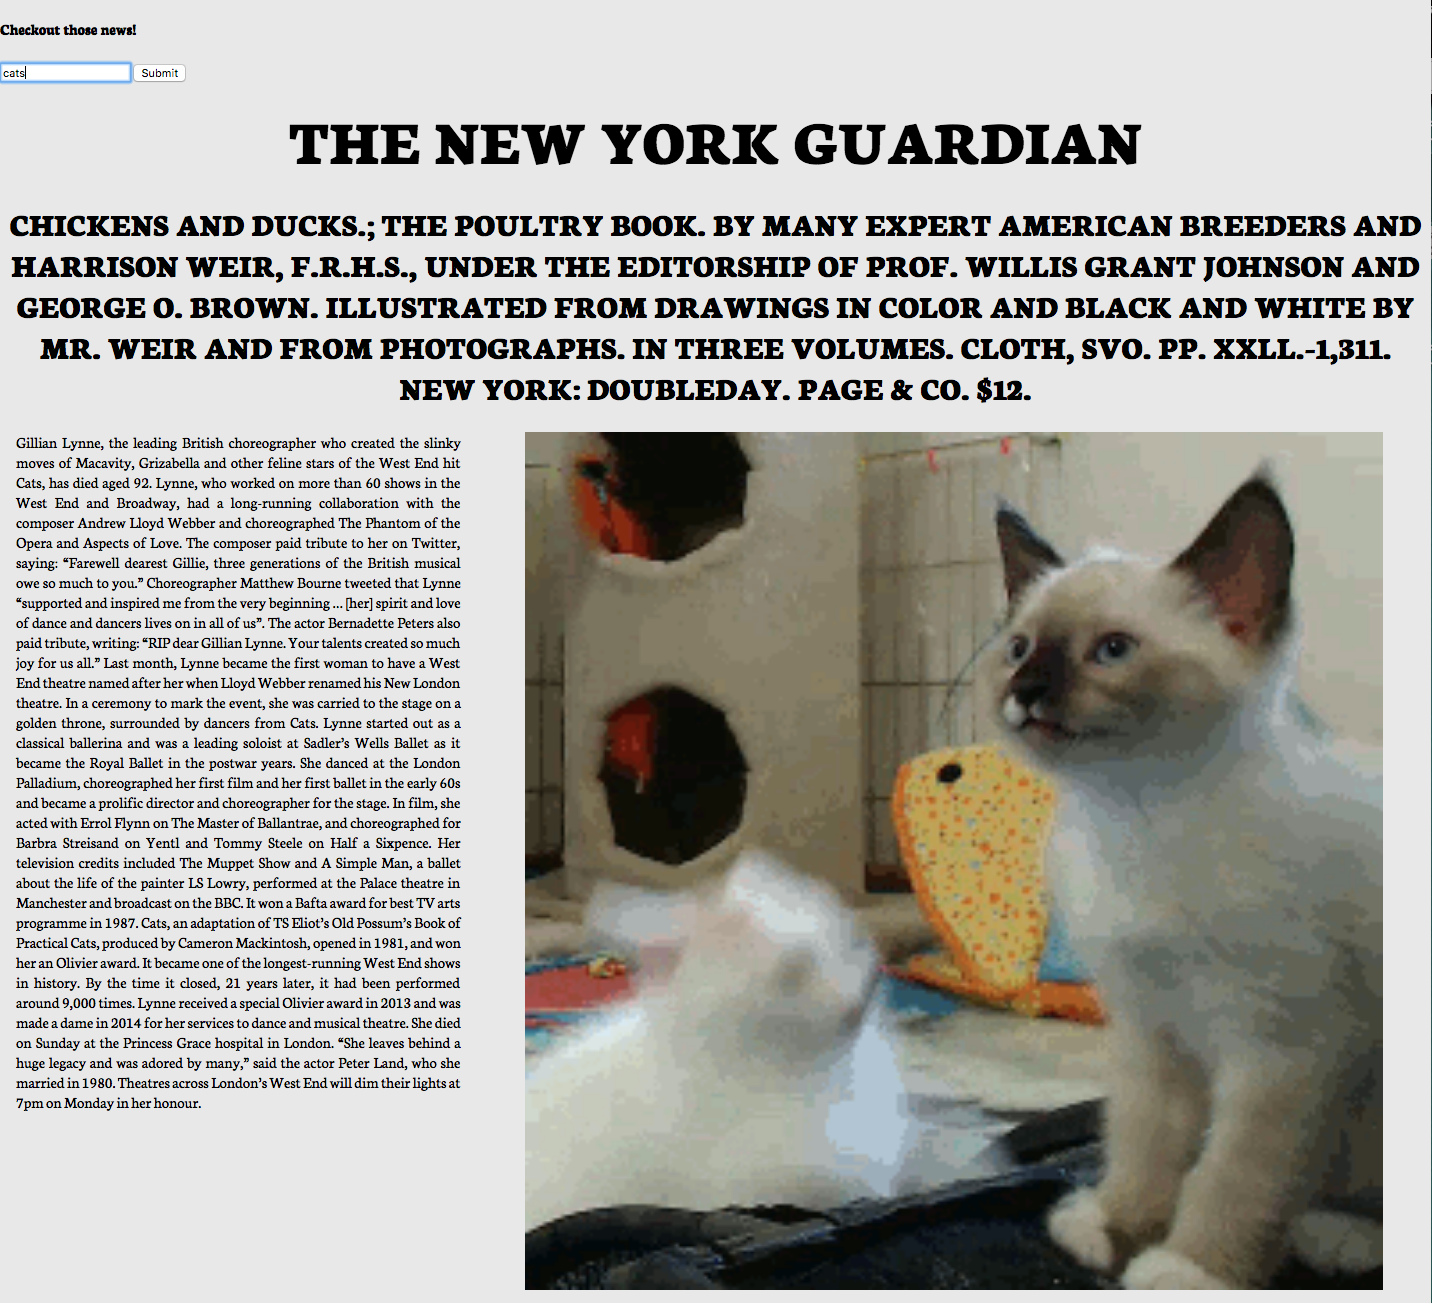 Checkout those news!
cats
Submit
THE NEW YORK GUARDIAN
CHICKENS AND DUCKS.; THE POULTRY BOOK. BY MANY EXPERT AMERICAN BREEDERS AND
HARRISON WEIR, F.R.H.S., UNDER THE EDITORSHIP OF PROF. WILLIS GRANT JOHNSON AND
GEORGE O. BROWN. ILLUSTRATED FROM DRAWINGS IN COLOR AND BLACK AND WHITE BY
MR. WEIR AND FROM PHOTOGRAPHS. IN THREE VOLUMES. CLOTH, SVO. PP. XXLL.-1,311.
NEW YORK: DOUBLEDAY. PAGE & CO. $12.
Gillian Lynne, the leading British choreographer who created the slinky
moves of Macavity, Grizabella and other feline stars of the West End hit
Cats, has died aged 92. Lynne, who worked on more than 60 shows in the
West End and Broadway, had a long-running collaboration with the
composer Andrew Lloyd Webber and choreographed The Phantom of the
Opera and Aspects of Love. The composer paid tribute to her on Twitter,
saying: “Farewell dearest Gillie, three generations of the British musical
owe so much to you.” Choreographer Matthew Bourne tweeted that Lynne
“supported and inspired me from the very beginning ... [her] spirit and love
of dance and dancers lives on in all of us”. The actor Bernadette Peters also
paid tribute, writing: “RIP dear Gillian Lynne. Your talents created so much
joy for us all.” Last month, Lynne became the first woman to have a West
End theatre named after her when Lloyd Webber renamed his New London
theatre. In a ceremony to mark the event, she was carried to the stage on a
golden throne, surrounded by dancers from Cats. Lynne started out as a
classical ballerina and was a leading soloist at Sadler’s Wells Ballet as it
became the Royal Ballet in the postwar years. She danced at the London
Palladium, choreographed her first film and her first ballet in the early 60s
and became a prolific director and choreographer for the stage. In film, she
acted with Errol Flynn on The Master of Ballantrae, and choreographed for
Barbra Streisand on Yentl and Tommy Steele on Half a Sixpence. Her
television credits included The Muppet Show and A Simple Man, a ballet
about the life of the painter LS Lowry, performed at the Palace theatre in
Manchester and broadcast on the BBC. It won a Bafta award for best TV arts
programme in 1987. Cats, an adaptation of TS Eliot’s Old Possum’s Book of
Practical Cats, produced by Cameron Mackintosh, opened in 1981, and won
her an Olivier award. It became one of the longest-running West End shows
in history. By the time it closed, 21 years later, it had been performed
around 9,000 times. Lynne received a special Olivier award in 2013 and was
made a dame in 2014 for her services to dance and musical theatre. She died
on Sunday at the Princess Grace hospital in London. “She leaves behind a
huge legacy and was adored by many,” said the actor Peter Land, who she
married in 1980. Theatres across London’s West End will dim their lights at
7pm on Monday in her honour.